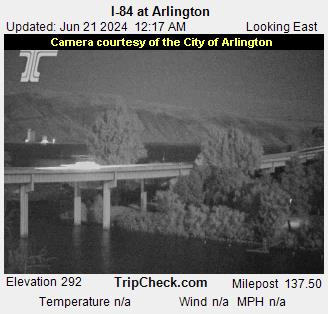 I-84 at Arlington
Updated: Jun 21 2024 12:17 AM Looking East
Camera courtesy of the City of Arlington
Elevation 292 TripCheck.com Milepost 137.50
Temperature n/a Wind n/a MPH n/a